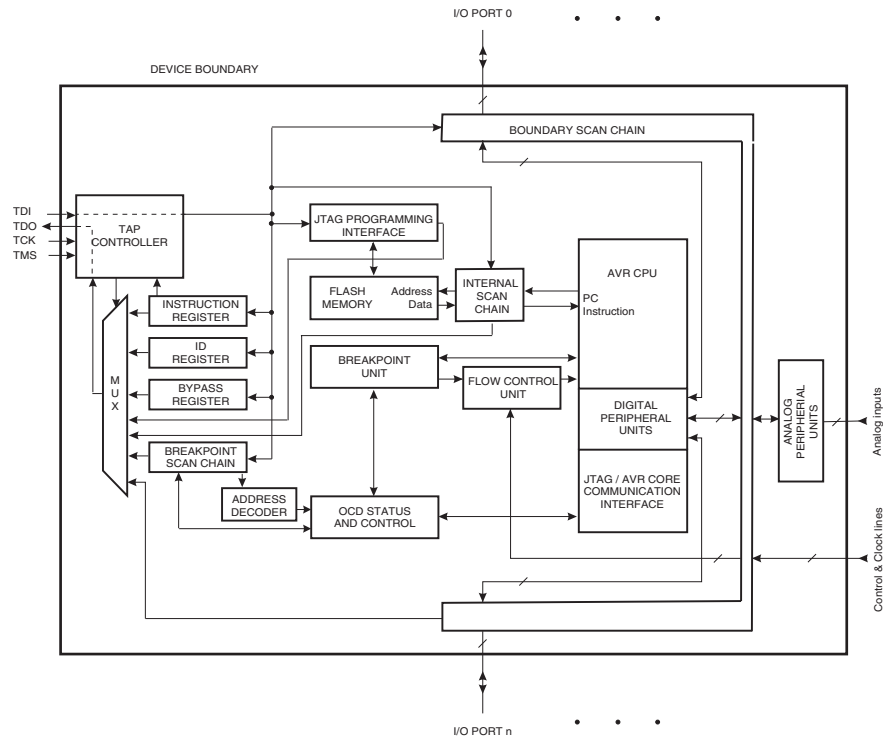 I/O PORT 0
DEVICE BOUNDARY
BOUNDARY SCAN CHAIN
TDI
TDO
TCK
TMS
TAP
CONTROLLER
JTAG PROGRAMMING
INTERFACE
FLASH
MEMORY
Address
Data
INTERNAL
SCAN
CHAIN
AVR CPU
PC
Instruction
INSTRUCTION
REGISTER
ID
REGISTER
BYPASS
REGISTER
M
U
X
BREAKPOINT
UNIT
FLOW CONTROL
UNIT
DIGITAL
PERIPHERAL
UNITS
ANALOG
PERIPHERIAL
UNITS
Analog inputs
BREAKPOINT
SCAN CHAIN
ADDRESS
DECODER
OCD STATUS
AND CONTROL
JTAG / AVR CORE
COMMUNICATION
INTERFACE
Control & Clock lines
I/O PORT n